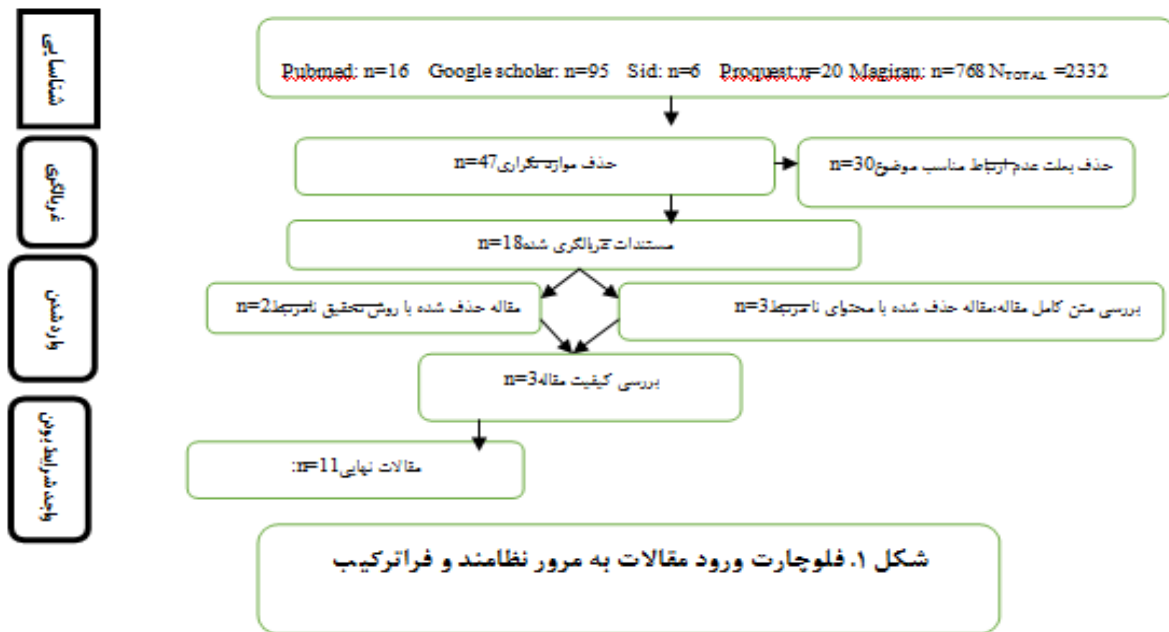 شناسایی
غربالگری
وارد شدن
واجد شرایط بودن
Pubmed: n=16 Google scholar: n=95 Sid: n=6 Proquest:n=20 Magiran: n=768 NTOTAL =2332
حذف موارد تکراری n=47
حذف بعلت عدم ارتباط مناسب موضوع n=30
مستندات غربالگری شده n=18
بررسی متن کامل مقاله:مقاله حذف شده با محتوای نامرتبط n=3
مقاله حذف شده با روش تحقیق نامرتبط n=2
بررسی کیفیت مقاله n=3
مقالات نهایی n=11:
شکل ۱. فلوچارت ورود مقالات به مرور نظامند و فراترکیب